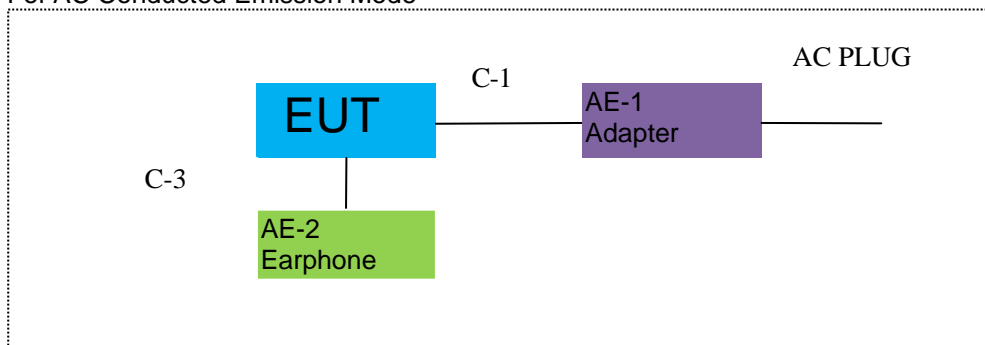 For AC Conducted Emission Mode
AC PLUG
C-1
EUT
AE-1
Adapter
C-3
AE-2
Earphone